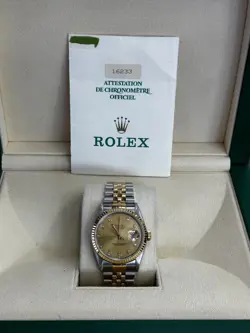 16233
ATTESTATION
DE CHRONOMÈTRE
OFFICIEL
ROLEX